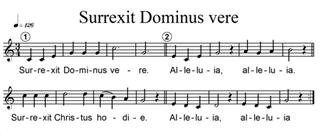 Surrexit Dominus vere
♩ = 126
1 2
Sur-re-xit Do-mi-nus ve - re. Al-le-lu-ia, al-le-lu-ia.
Sur-re-xit Chris-tus ho - di - e. Al-le-lu-ia, al-le-lu-ia.